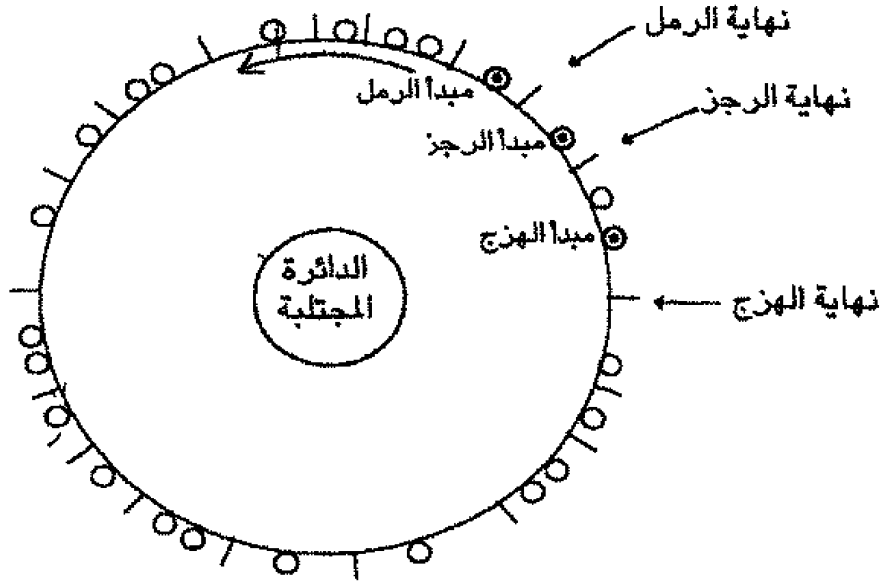 نهاية الرمل
نهاية الرجز
مبدأ الرمل
مبدأ الرجز
مبدأ الهزج
نهاية الهزج
الدائرة
المجتلبة